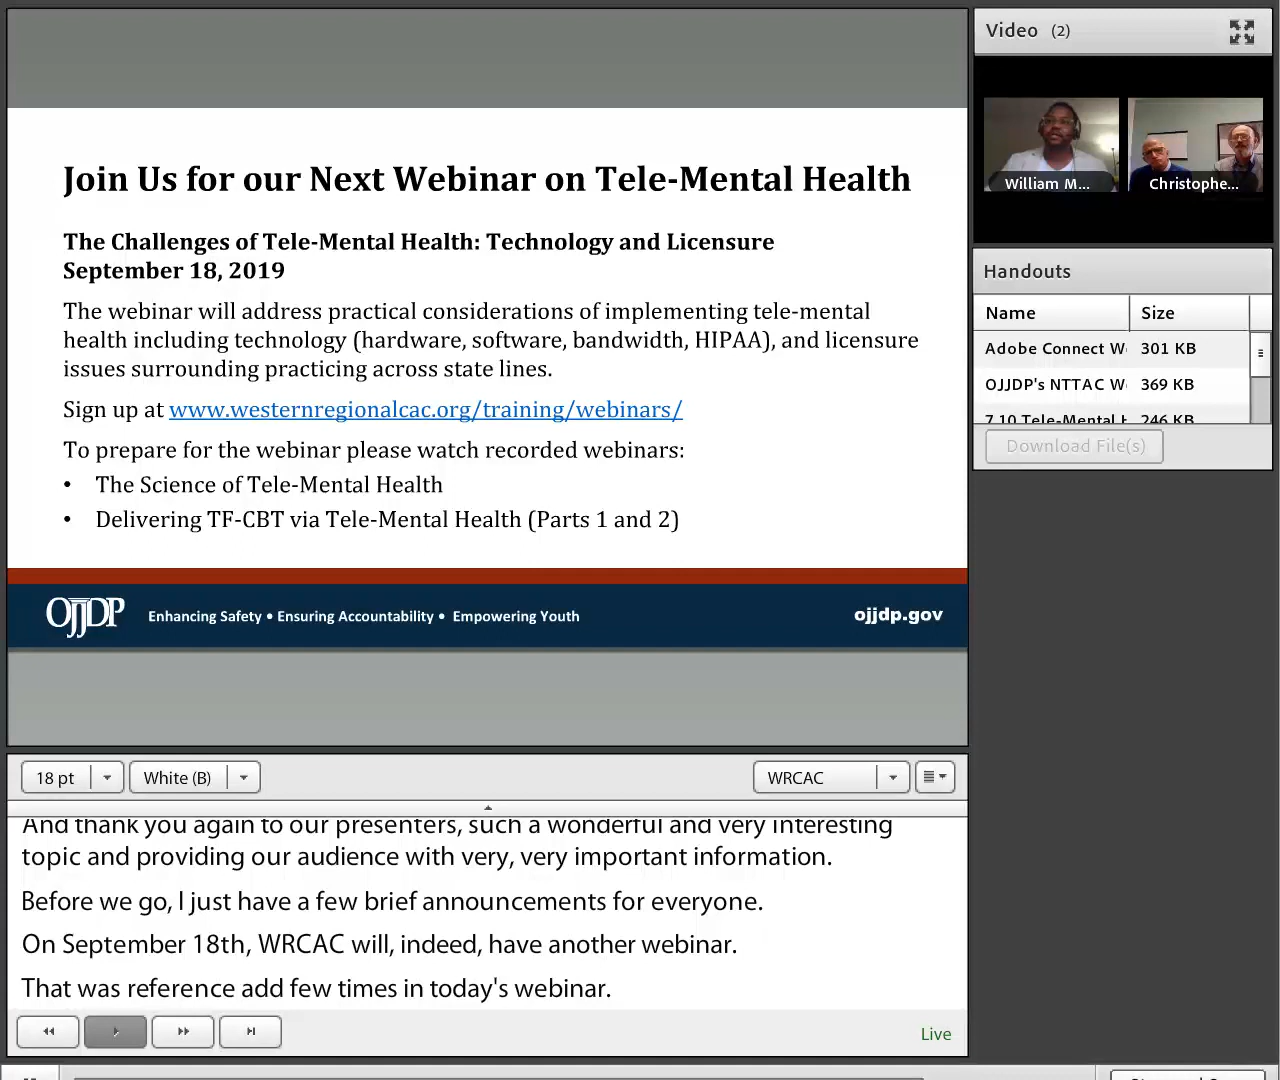 Join Us for our Next Webinar on Tele-Mental Health
The Challenges of Tele-Mental Health: Technology and Licensure
September 18, 2019
The webinar will address practical considerations of implementing tele-mental
health including technology (hardware, software, bandwidth, HIPAA), and licensure
issues surrounding practicing across state lines.
Sign up at www.westernregionalcac.org/training/webinars/
To prepare for the webinar please watch recorded webinars:
• The Science of Tele-Mental Health
• Delivering TF-CBT via Tele-Mental Health (Parts 1 and 2)
OJJDP Enhancing Safety • Ensuring Accountability • Empowering Youth ojjdp.gov
Video (2)
William M... Christophe...
Handouts
Name Size
Adobe Connect W 301 KB
OJJDP's NTTAC W 369 KB
7.10 Tele-Mental H 246 KB
Download File(s)
18 pt White (B) WRCAC
And thank you again to our presenters, such a wonderful and very interesting
topic and providing our audience with very, very important information.
Before we go, I just have a few brief announcements for everyone.
On September 18th, WRCAC will, indeed, have another webinar.
That was reference add few times in today's webinar.
Live